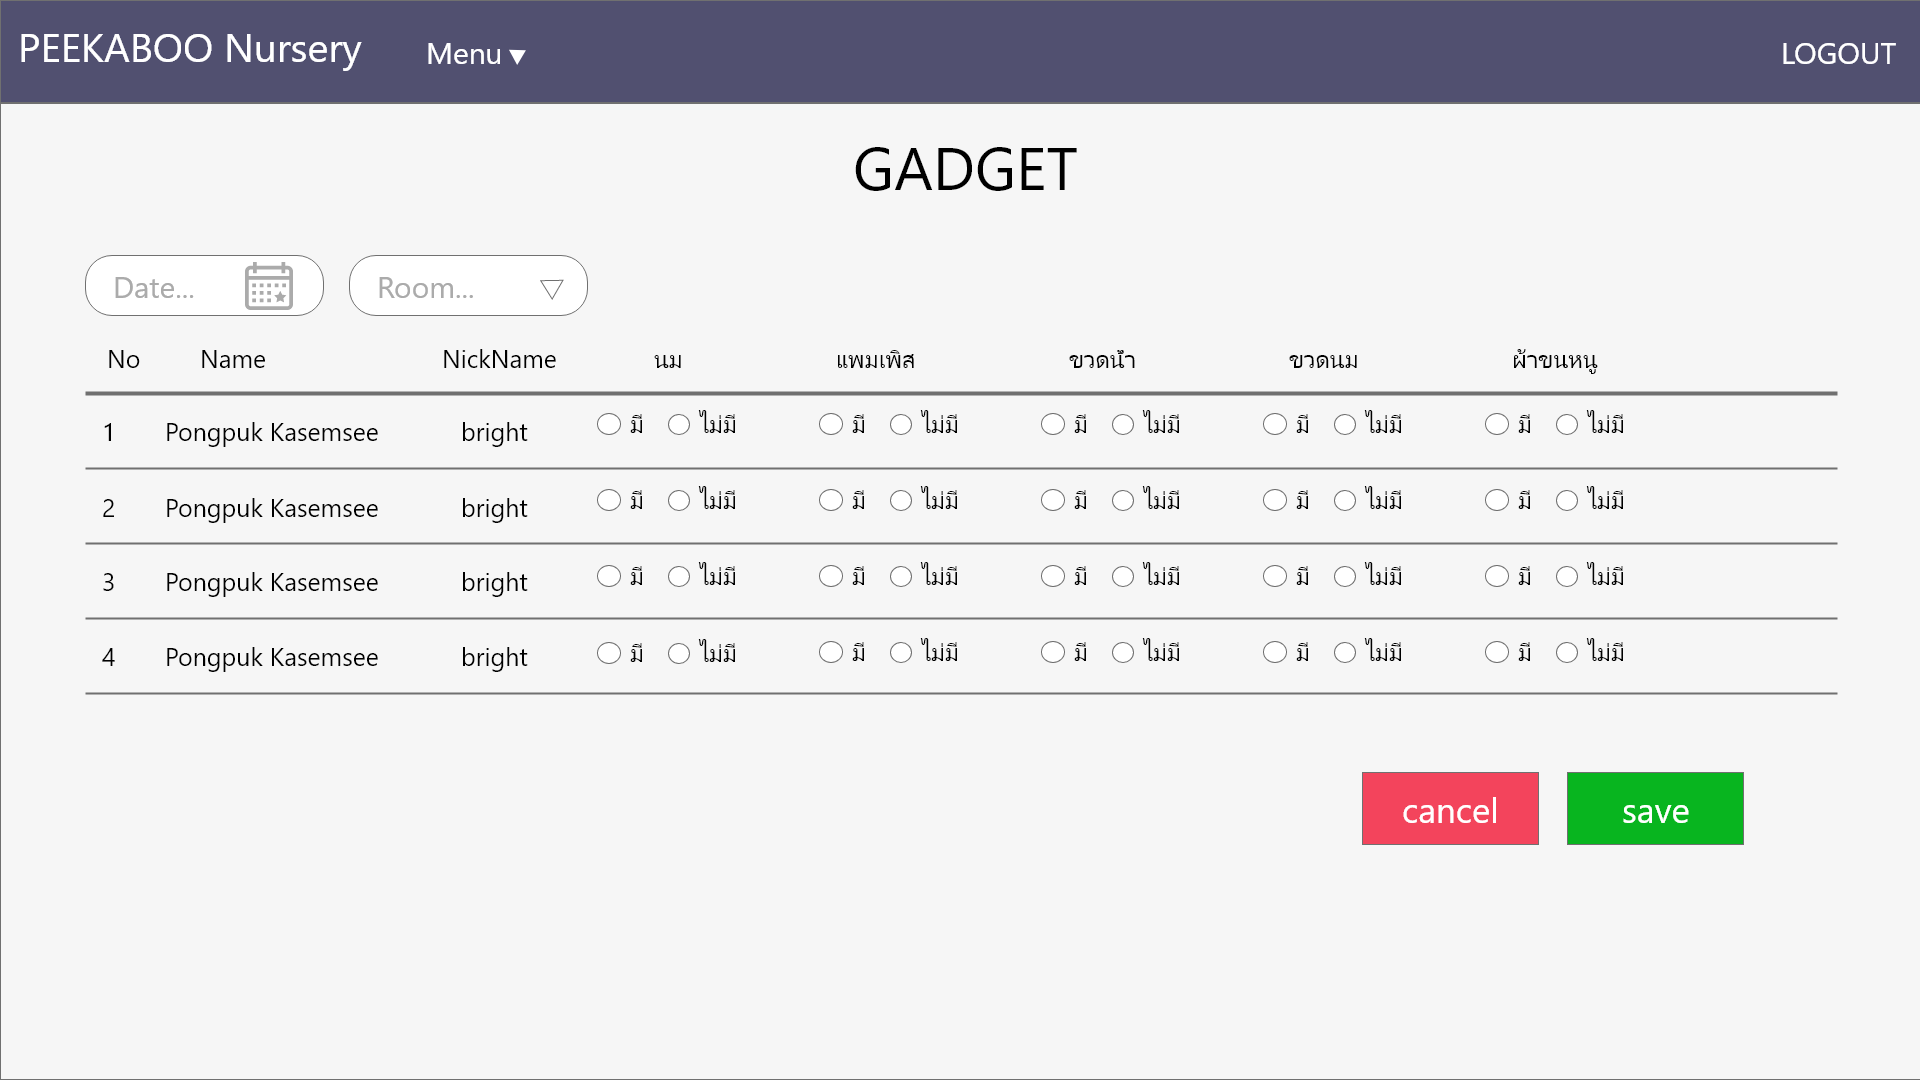 PEEKABOO Nursery Menu ▼ LOGOUT
GADGET
Date... Room...
No Name NickName นม แพมเพิส ขวดน้ำ ขวดนม ผ้าขนหนู
1 Pongpuk Kasemsee bright มี ไม่มี มี ไม่มี มี ไม่มี มี ไม่มี มี ไม่มี
2 Pongpuk Kasemsee bright มี ไม่มี มี ไม่มี มี ไม่มี มี ไม่มี มี ไม่มี
3 Pongpuk Kasemsee bright มี ไม่มี มี ไม่มี มี ไม่มี มี ไม่มี มี ไม่มี
4 Pongpuk Kasemsee bright มี ไม่มี มี ไม่มี มี ไม่มี มี ไม่มี มี ไม่มี
cancel save